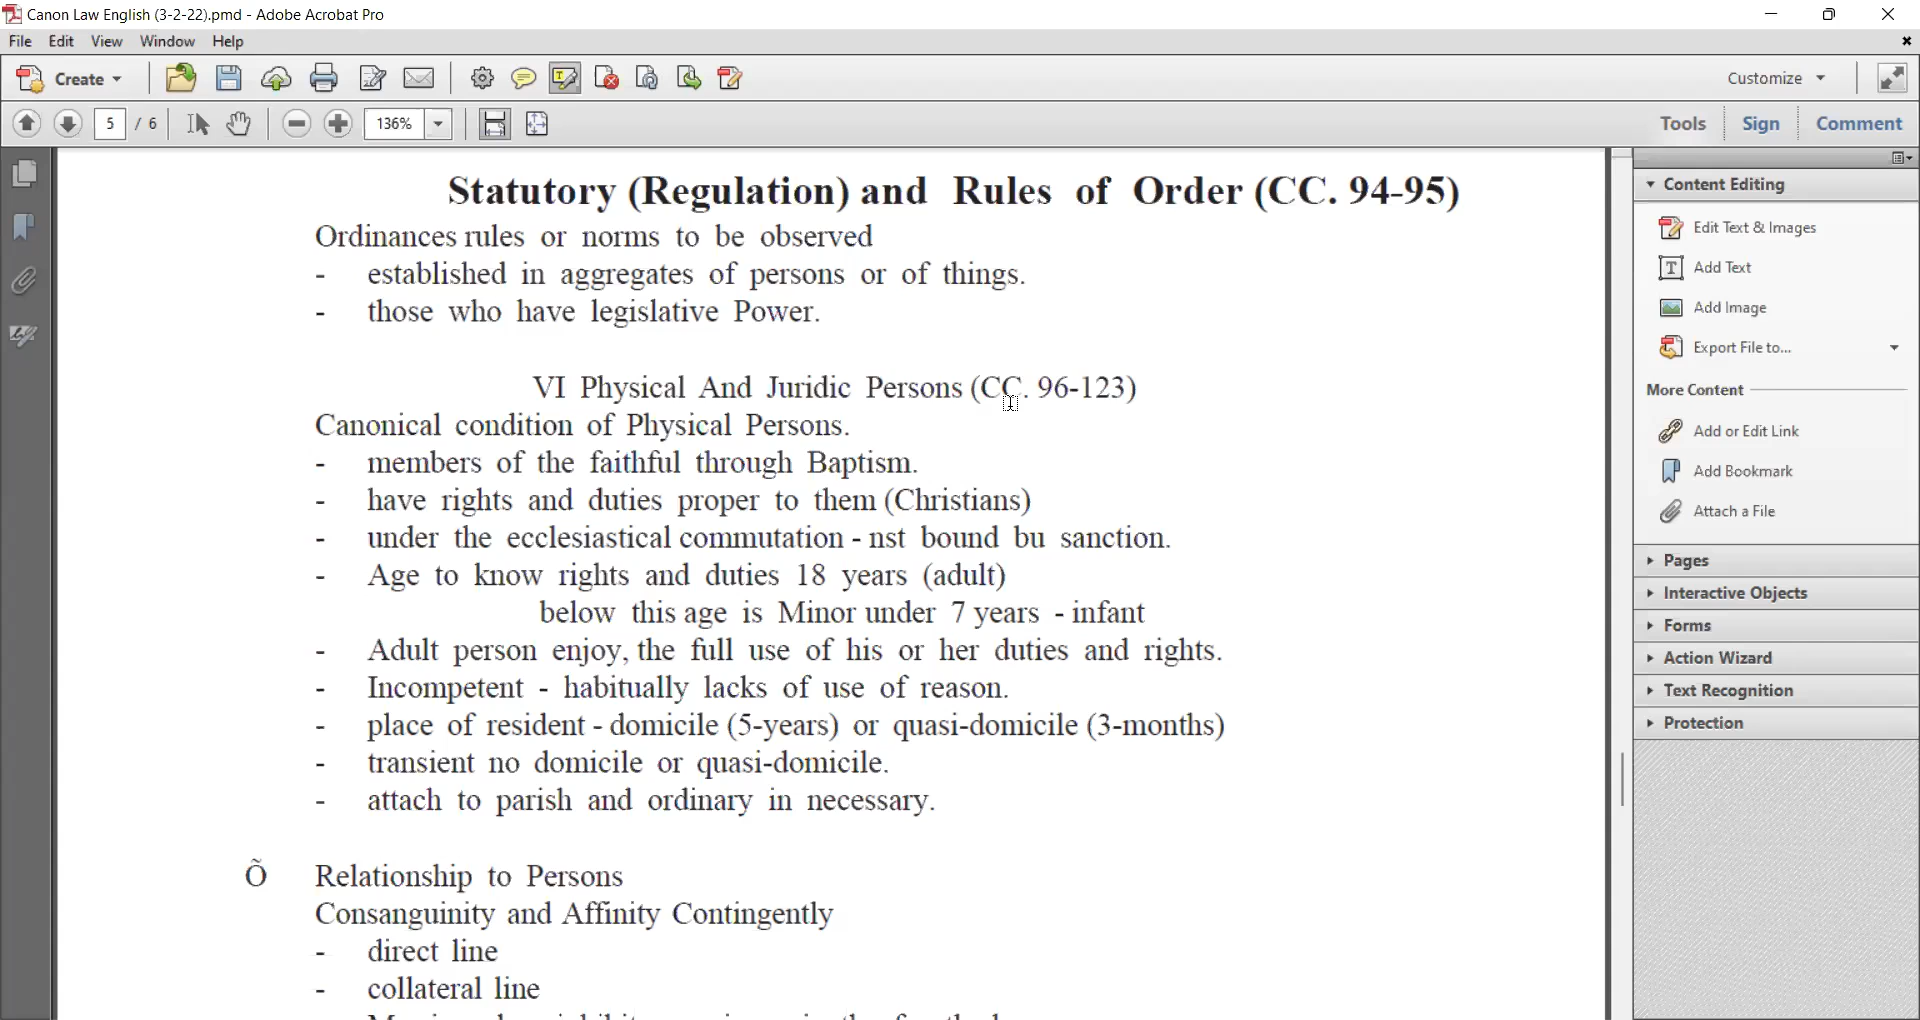 Canon Law English (3-2-22).pmd - Adobe Acrobat Pro
File Edit View Window Help
Create Customize
5 / 6 136% Tools Sign Comment
Statutory (Regulation) and Rules of Order (CC. 94-95)
Ordinances rules or norms to be observed
- established in aggregates of persons or of things.
- those who have legislative Power.
VI Physical And Juridic Persons (CC. 96-123)
Canonical condition of Physical Persons.
- members of the faithful through Baptism.
- have rights and duties proper to them (Christians)
- under the ecclesiastical commutation - nst bound bu sanction.
- Age to know rights and duties 18 years (adult)
below this age is Minor under 7 years - infant
- Adult person enjoy, the full use of his or her duties and rights.
- Incompetent - habitually lacks of use of reason.
- place of resident - domicile (5-years) or quasi-domicile (3-months)
- transient no domicile or quasi-domicile.
- attach to parish and ordinary in necessary.
Õ Relationship to Persons
Consanguinity and Affinity Contingently
- direct line
- collateral line
Content Editing
Edit Text & Images
Add Text
Add Image
Export File to...
More Content
Add or Edit Link
Add Bookmark
Attach a File
Pages
Interactive Objects
Forms
Action Wizard
Text Recognition
Protection